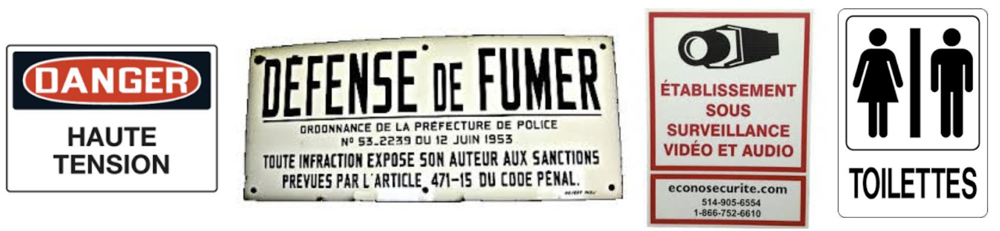 DANGER
HAUTE
TENSION
DÉFENSE DE FUMER
ORDONNANCE DE LA PRÉFECTURE DE POLICE
Nº 53_2239 DU 12 JUIN 1953
TOUTE INFRACTION EXPOSE SON AUTEUR AUX SANCTIONS
PRÉVUES PAR L'ARTICLE 471-15 DU CODE PÉNAL.
ÉTABLISSEMENT
SOUS
SURVEILLANCE
VIDÉO ET AUDIO
econosecurite.com
514-905-6554
1-866-752-6610
TOILETTES